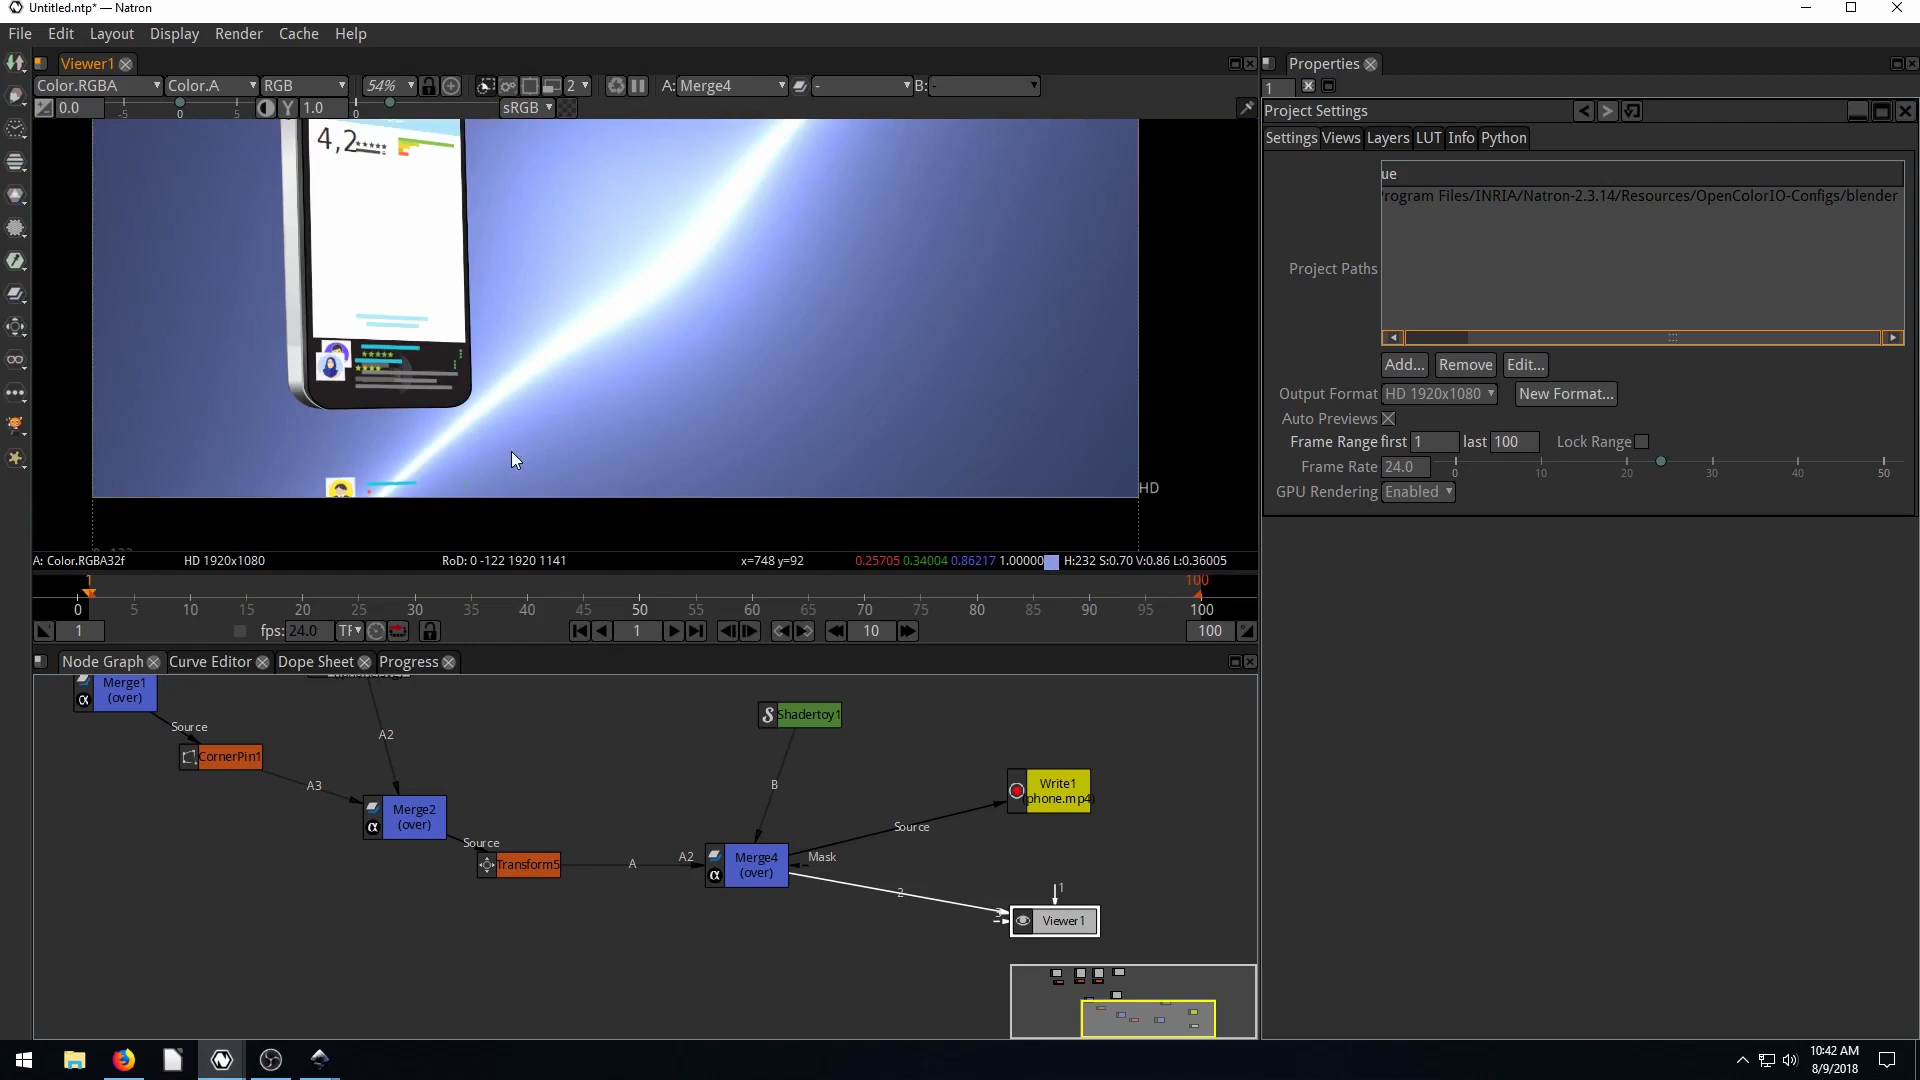 Untitled.ntp* — Natron
File Edit Layout Display Render Cache Help
Viewer1
Color.RGBA Color.A RGB 54% 2 A: Merge4 - B: -
0.0 -5 0 5 Y 1.0 0 sRGB
4,2
HD
A: Color.RGBA32f HD 1920x1080 RoD: 0 -122 1920 1141 x=748 y=92 0.25705 0.34004 0.86217 1.00000 H:232 S:0.70 V:0.86 L:0.36005
1 100
0 5 10 15 20 25 30 35 40 45 50 55 60 65 70 75 80 85 90 95 100
1 fps: 24.0 TF 1 10 100
Node Graph Curve Editor Dope Sheet Progress
Merge1
(over)
Source
CornerPin1
A2
A3
Merge2
(over)
Source
Transform5
A
A2
Shadertoy1
B
Merge4
(over)
Mask
Source
Write1
(phone.mp4)
2
1
3
Viewer1
Properties
1
Project Settings
Settings Views Layers LUT Info Python
ue
Program Files/INRIA/Natron-2.3.14/Resources/OpenColorIO-Configs/blender
Project Paths
Add... Remove Edit...
Output Format HD 1920x1080 New Format...
Auto Previews
Frame Range first 1 last 100 Lock Range
Frame Rate 24.0 0 10 20 30 40 50
GPU Rendering Enabled
10:42 AM
8/9/2018